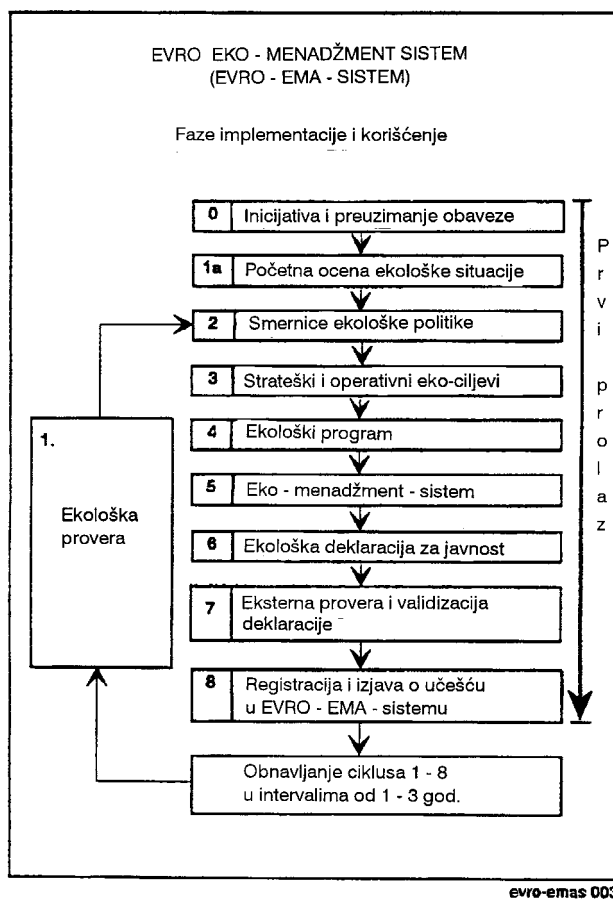 EVRO EKO - MENADŽMENT SISTEM
(EVRO - EMA - SISTEM)
Faze implementacije i korišćenje
0 Inicijativa i preuzimanje obaveze
1a Početna ocena ekološke situacije
2 Smernice ekološke politike
3 Strateški i operativni eko-ciljevi
4 Ekološki program
5 Eko - menadžment - sistem
6 Ekološka deklaracija za javnost
7 Eksterna provera i validizacija
deklaracije
8 Registracija i izjava o učešću
u EVRO - EMA - sistemu
Obnavljanje ciklusa 1 - 8
u intervalima od 1 - 3 god.
1.
Ekološka
provera
Prvi prolaz
evro-emas 003